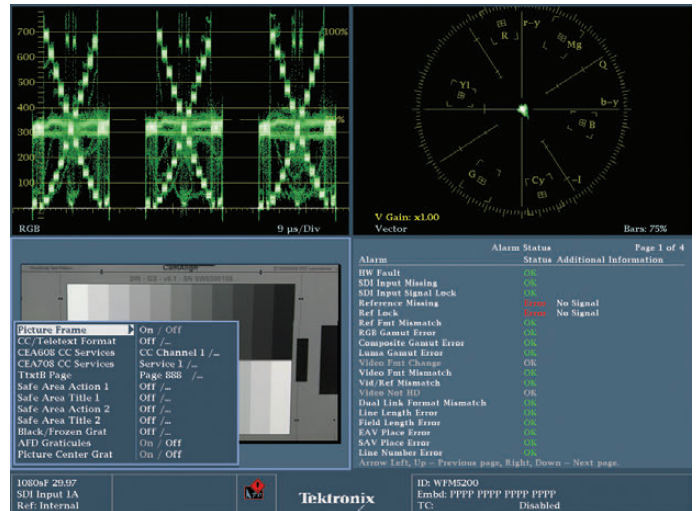 700
600
500
400
300
200
100
100%
RGB
9 µs/Div
r-y
R
Mg
Q
Yl
b-y
B
G
Cy
-I
V Gain: x1.00
Vector
Bars: 75%
CamAlign
Picture Frame On / Off
CC/Teletext Format Off /...
CEA608 CC Services CC Channel 1 /...
CEA708 CC Services Service 1 /...
TtxtB Page Page 888 /...
Safe Area Action 1 Off /...
Safe Area Title 1 Off /...
Safe Area Action 2 Off /...
Safe Area Title 2 Off /...
Black/Frozen Grat Off /...
AFD Graticules On / Off
Picture Center Grat On / Off
Alarm Status Page 1 of 4
Alarm Status Additional Information
HW Fault OK
SDI Input Missing OK
SDI Input Signal Lock OK
Reference Missing Error No Signal
Ref Lock Error No Signal
Ref Fmt Mismatch OK
RGB Gamut Error OK
Composite Gamut Error OK
Luma Gamut Error OK
Video Fmt Change OK
Video Fmt Mismatch OK
Vid/Ref Mismatch OK
Video Not HD OK
Dual Link Format Mismatch OK
Line Length Error OK
Field Length Error OK
EAV Place Error OK
SAV Place Error OK
Line Number Error OK
Arrow Left, Up - Previous page, Right, Down - Next page.
1080sF 29.97
SDI Input 1A
Ref: Internal
Tektronix
ID: WFM5200
Embd: PPPP PPPP PPPP PPPP
TC: Disabled